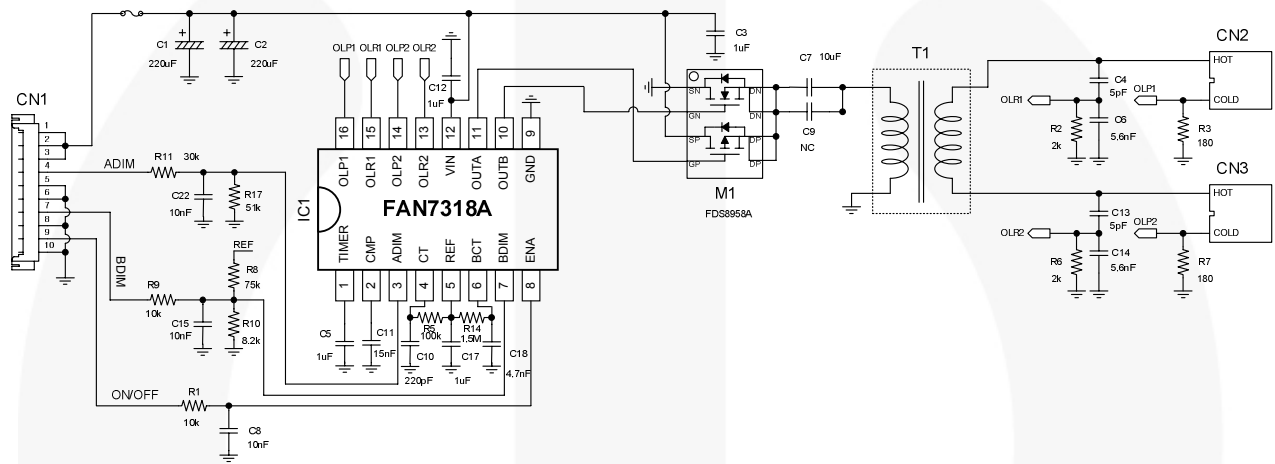 CN1
1
2
3
4
5
6
7
8
9
10
C1
220uF
C2
220uF
ADIM
R11
30k
C22
10nF
R17
51k
BDIM
REF
R8
75k
R9
10k
C15
10nF
R10
8.2k
ON/OFF
R1
10k
C8
10nF
OLP1
OLR1
OLP2
OLR2
C12
1uF
16
15
14
13
12
11
10
9
OLP1
OLR1
OLP2
OLR2
VIN
OUTA
OUTB
GND
IC1
FAN7318A
TIMER
CMP
ADIM
CT
REF
BCT
BDIM
ENA
1
2
3
4
5
6
7
8
C5
1uF
C11
15nF
R5
100k
R14
1.5M
C10
220pF
C17
1uF
C18
4.7nF
C3
1uF
SN
GN
SP
GP
DN
DN
DP
DP
M1
FDS8958A
C7
10uF
C9
NC
T1
CN2
HOT
COLD
C4
5pF
OLR1
OLP1
R2
2k
C6
5.6nF
R3
180
CN3
HOT
COLD
C13
5pF
OLR2
OLP2
R6
2k
C14
5.6nF
R7
180